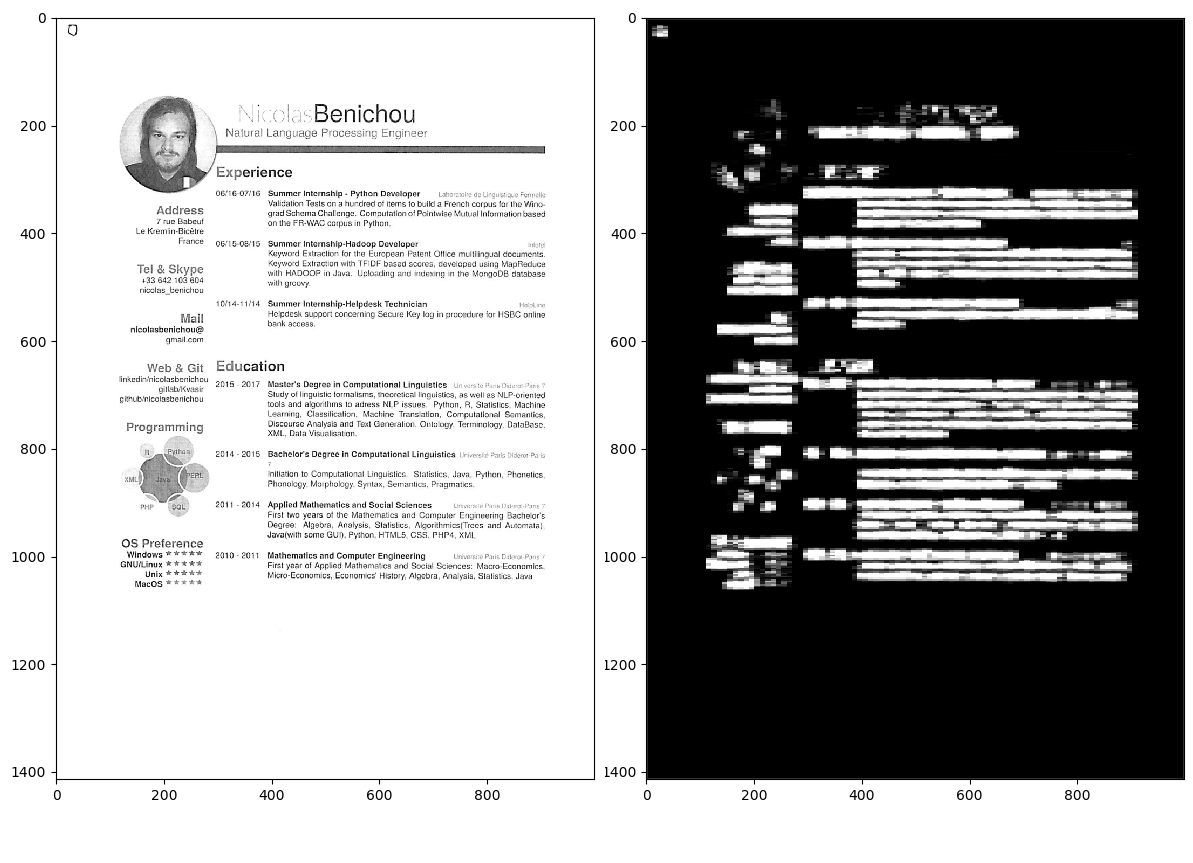 0
200
400
600
800
1000
1200
1400
0
200
400
600
800
NicolasBenichou
Natural Language Processing Engineer
Address
7 rue Babeuf
Le Kremlin-Bicêtre
France
Tel & Skype
+33 642 103 604
nicolas_benichou
Mail
nicolasbenichou@
gmail.com
Web & Git
linkedin/nicolasbenichou
gitlab/Kvasir
github/nicolasbenichou
Programming
R
Python
XML
Java
PERL
PHP
SQL
OS Preference
Windows ★★★★★
GNU/Linux ★★★★★
Unix ★★★★★
MacOS ★★★★★
Experience
06/16-07/16 Summer Internship - Python Developer Laboratoire de Linguistique Formelle
Validation Tests on a hundred of items to build a French corpus for the Wino-
grad Schema Challenge. Computation of Pointwise Mutual Information based
on the FR-WAC corpus in Python.
06/15-08/15 Summer Internship-Hadoop Developer Infotel
Keyword Extraction for the European Patent Office multilingual documents.
Keyword Extraction with TFIDF based scores, developed using MapReduce
with HADOOP in Java. Uploading and indexing in the MongoDB database
with groovy.
10/14-11/14 Summer Internship-Helpdesk Technician HelpLine
Helpdesk support concerning Secure Key log in procedure for HSBC online
bank access.
Education
2015 - 2017 Master's Degree in Computational Linguistics Université Paris Diderot-Paris 7
Study of linguistic formalisms, theoretical linguistics, as well as NLP-oriented
tools and algorithms to adress NLP issues. Python, R, Statistics, Machine
Learning, Classification, Machine Translation, Computational Semantics,
Discourse Analysis and Text Generation, Ontology, Terminology, DataBase,
XML, Data Visualisation.
2014 - 2015 Bachelor's Degree in Computational Linguistics Université Paris Diderot-Paris
7
Initiation to Computational Linguistics. Statistics, Java, Python, Phonetics,
Phonology, Morphology, Syntax, Semantics, Pragmatics.
2011 - 2014 Applied Mathematics and Social Sciences Université Paris Diderot-Paris 7
First two years of the Mathematics and Computer Engineering Bachelor's
Degree: Algebra, Analysis, Statistics, Algorithmics(Trees and Automata),
Java(with some GUI), Python, HTML5, CSS, PHP4, XML
2010 - 2011 Mathematics and Computer Engineering Université Paris Diderot-Paris 7
First year of Applied Mathematics and Social Sciences: Macro-Economics,
Micro-Economics, Economics' History, Algebra, Analysis, Statistics, Java
0
200
400
600
800
1000
1200
1400
0
200
400
600
800